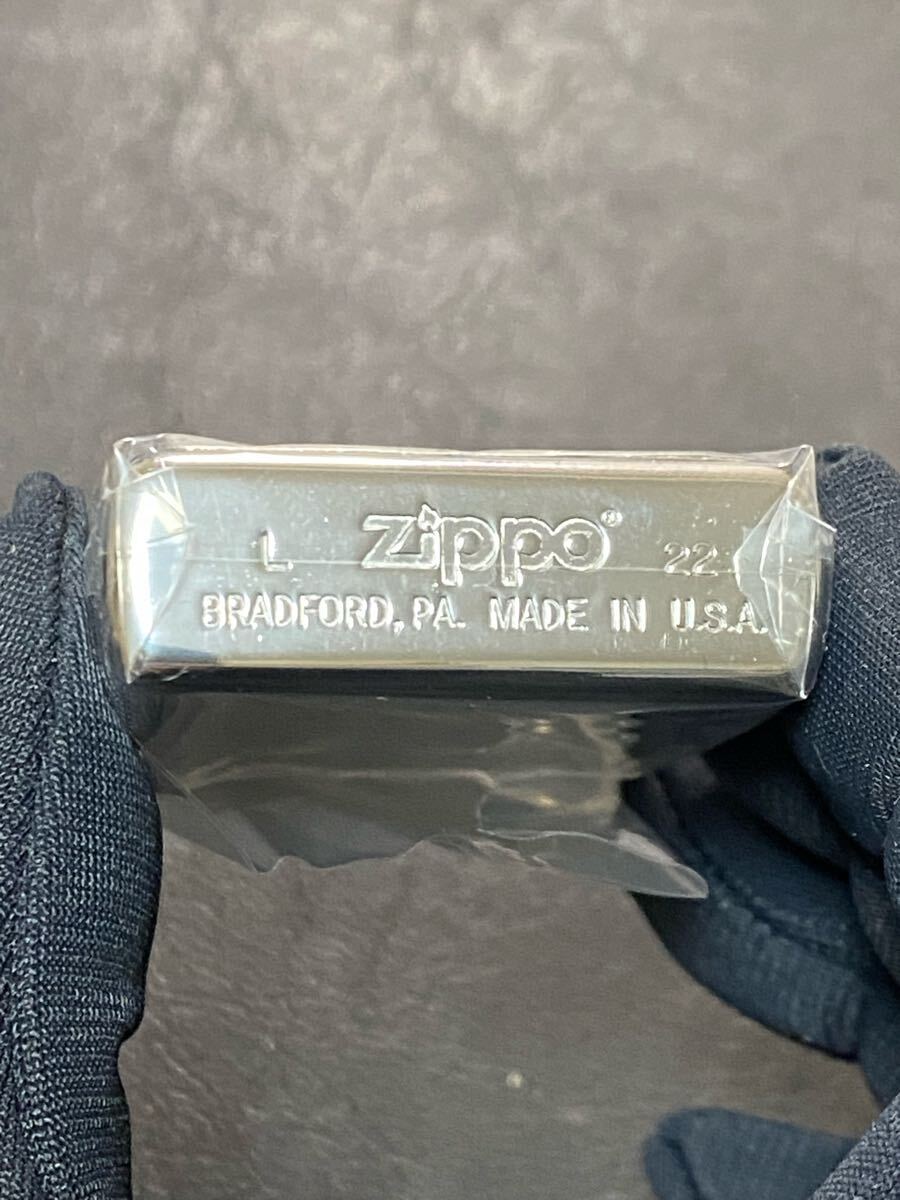 L Zippo® 22
BRADFORD, PA. MADE IN U.S.A.